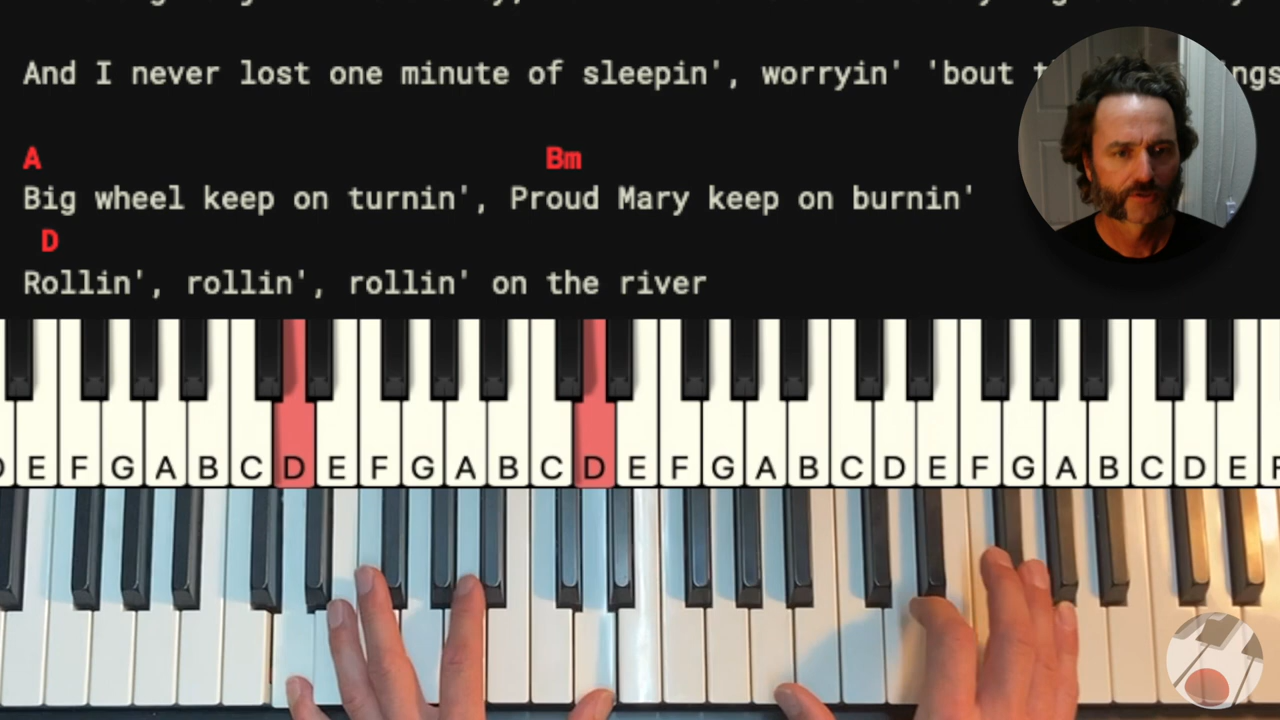 And I never lost one minute of sleepin', worryin' 'bout
A Bm
Big wheel keep on turnin', Proud Mary keep on burnin'
D
Rollin', rollin', rollin' on the river
E F G A B C D E F G A B C D E F G A B C D E F G A B C D E